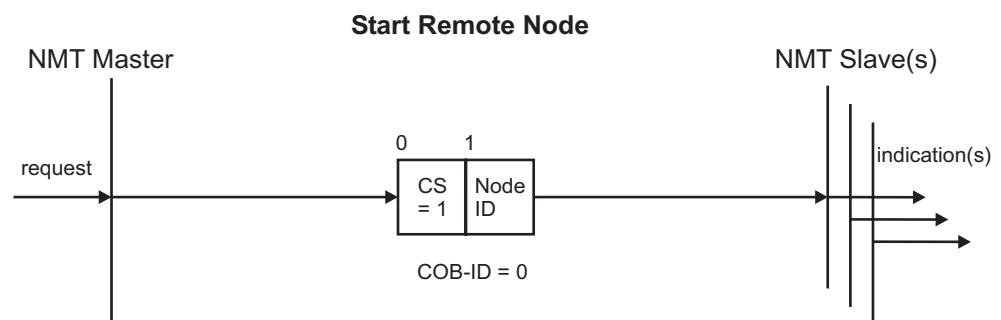 Start Remote Node
NMT Master
NMT Slave(s)
0
1
request
indication(s)
CS
= 1
Node
ID
COB-ID = 0